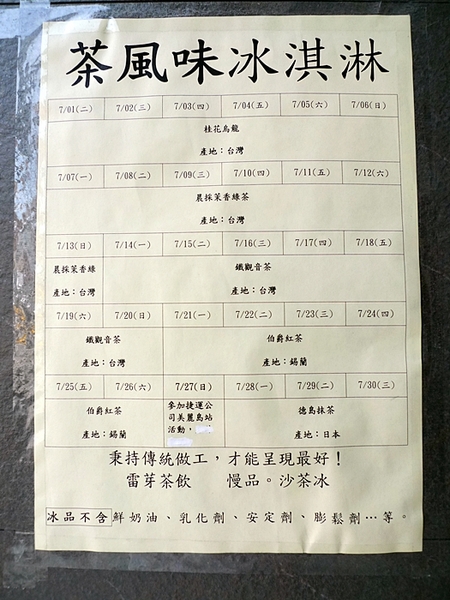 茶風味冰淇淋
7/01(二) 7/02(三) 7/03(四) 7/04(五) 7/05(六) 7/06(日)
桂花烏龍
產地：台灣
7/07(一) 7/08(二) 7/09(三) 7/10(四) 7/11(五) 7/12(六)
晨採茉香綠茶
產地：台灣
7/13(日) 7/14(一) 7/15(二) 7/16(三) 7/17(四) 7/18(五)
晨採茉香綠 鐵觀音茶
產地：台灣 產地：台灣
7/19(六) 7/20(日) 7/21(一) 7/22(二) 7/23(三) 7/24(四)
鐵觀音茶 伯爵紅茶
產地：台灣 產地：錫蘭
7/25(五) 7/26(六) 7/27(日) 7/28(一) 7/29(二) 7/30(三)
伯爵紅茶 參加捷運公 德島抹茶
司美麗島站
產地：錫蘭 活動， 產地：日本
秉持傳統做工，才能呈現最好！
雷芽茶飲 慢品。沙茶冰
冰品不含鮮奶油、乳化劑、安定劑、膨鬆劑…等。